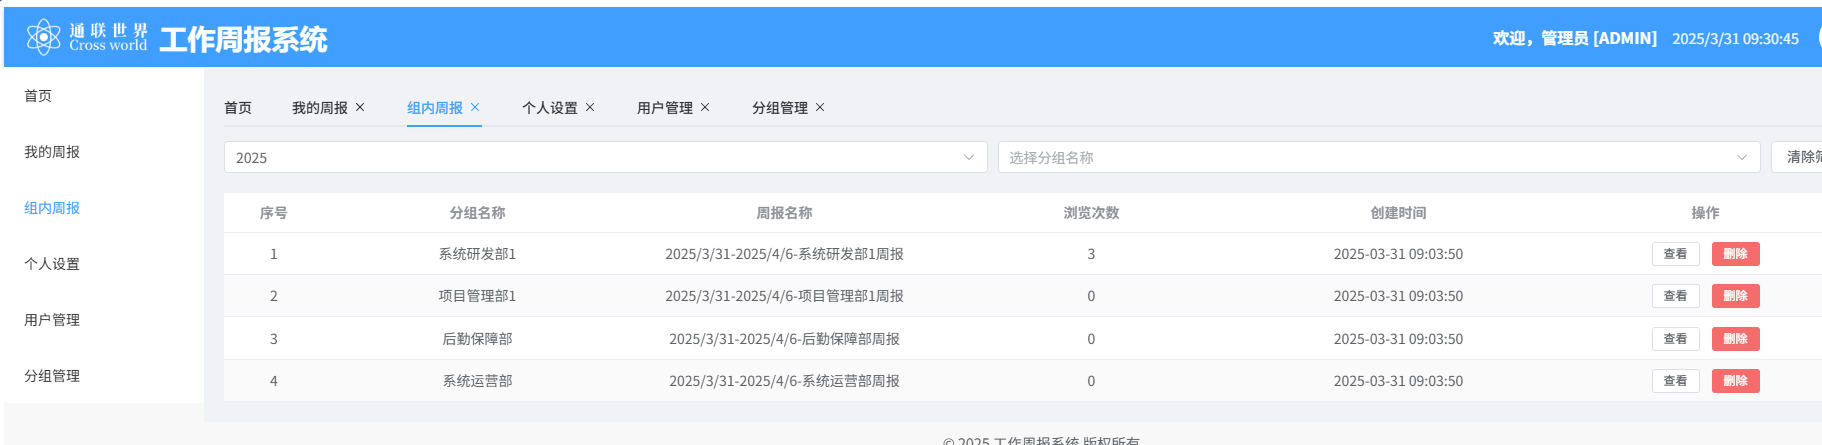 通联世界
Cross world
工作周报系统
欢迎，管理员 [ADMIN] 2025/3/31 09:30:45
首页
我的周报
组内周报
个人设置
用户管理
分组管理
首页 我的周报 组内周报 个人设置 用户管理 分组管理
2025 选择分组名称 清除
序号 分组名称 周报名称 浏览次数 创建时间 操作
1 系统研发部1 2025/3/31-2025/4/6-系统研发部1周报 3 2025-03-31 09:03:50 查看 删除
2 项目管理部1 2025/3/31-2025/4/6-项目管理部1周报 0 2025-03-31 09:03:50 查看 删除
3 后勤保障部 2025/3/31-2025/4/6-后勤保障部周报 0 2025-03-31 09:03:50 查看 删除
4 系统运营部 2025/3/31-2025/4/6-系统运营部周报 0 2025-03-31 09:03:50 查看 删除
© 2025 工作周报系统 版权所有